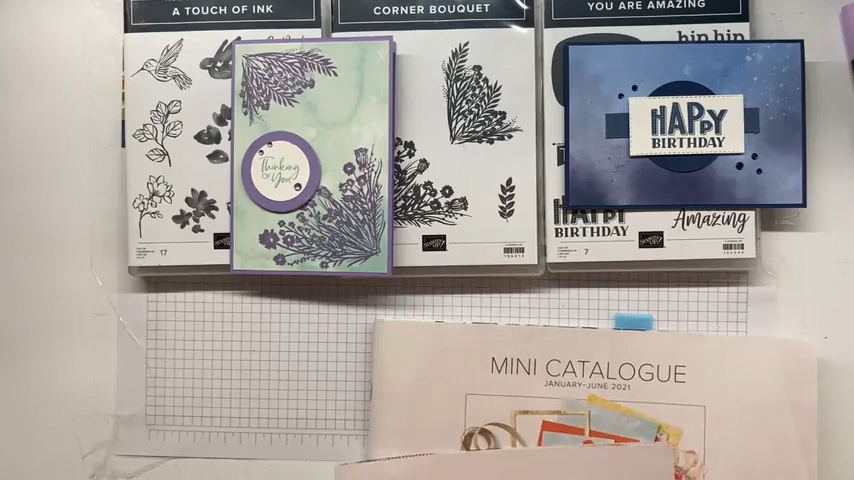 A TOUCH OF INK
CORNER BOUQUET
YOU ARE AMAZING
hip hip
Thinking
OF You
HAPPY
BIRTHDAY
HAPPY
BIRTHDAY
Amazing
17
7
MINI CATALOGUE
JANUARY–JUNE 2021